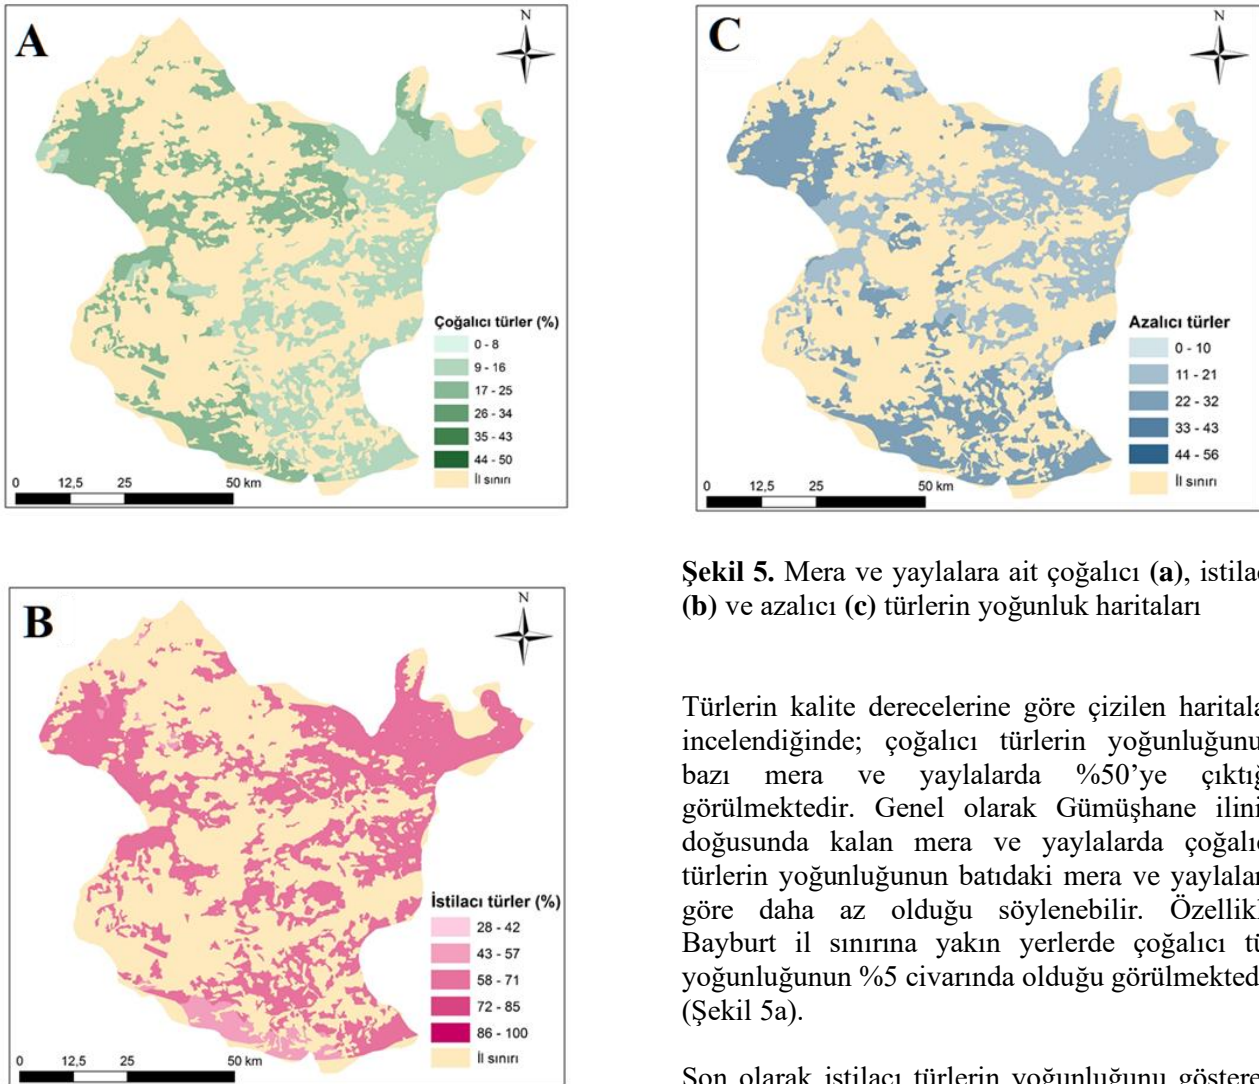 A
N
Çoğalıcı türler (%)
0 - 8
9 - 16
17 - 25
26 - 34
35 - 43
44 - 50
İl sınırı
0 12,5 25 50 km
B
N
İstilacı türler (%)
28 - 42
43 - 57
58 - 71
72 - 85
86 - 100
İl sınırı
0 12,5 25 50 km
C
N
Azalıcı türler
0 - 10
11 - 21
22 - 32
33 - 43
44 - 56
İl sınırı
0 12,5 25 50 km
Şekil 5. Mera ve yaylalara ait çoğalıcı (a), istila
(b) ve azalıcı (c) türlerin yoğunluk haritaları
Türlerin kalite derecelerine göre çizilen harital
incelendiğinde; çoğalıcı türlerin yoğunluğunu
bazı mera ve yaylalarda %50’ye çıktığ
görülmektedir. Genel olarak Gümüşhane ilini
doğusunda kalan mera ve yaylalarda çoğalı
türlerin yoğunluğunun batıdaki mera ve yaylala
göre daha az olduğu söylenebilir. Özellikl
Bayburt il sınırına yakın yerlerde çoğalıcı tü
yoğunluğunun %5 civarında olduğu görülmekted
(Şekil 5a).
Son olarak istilacı türlerin yoğunluğunu göstere